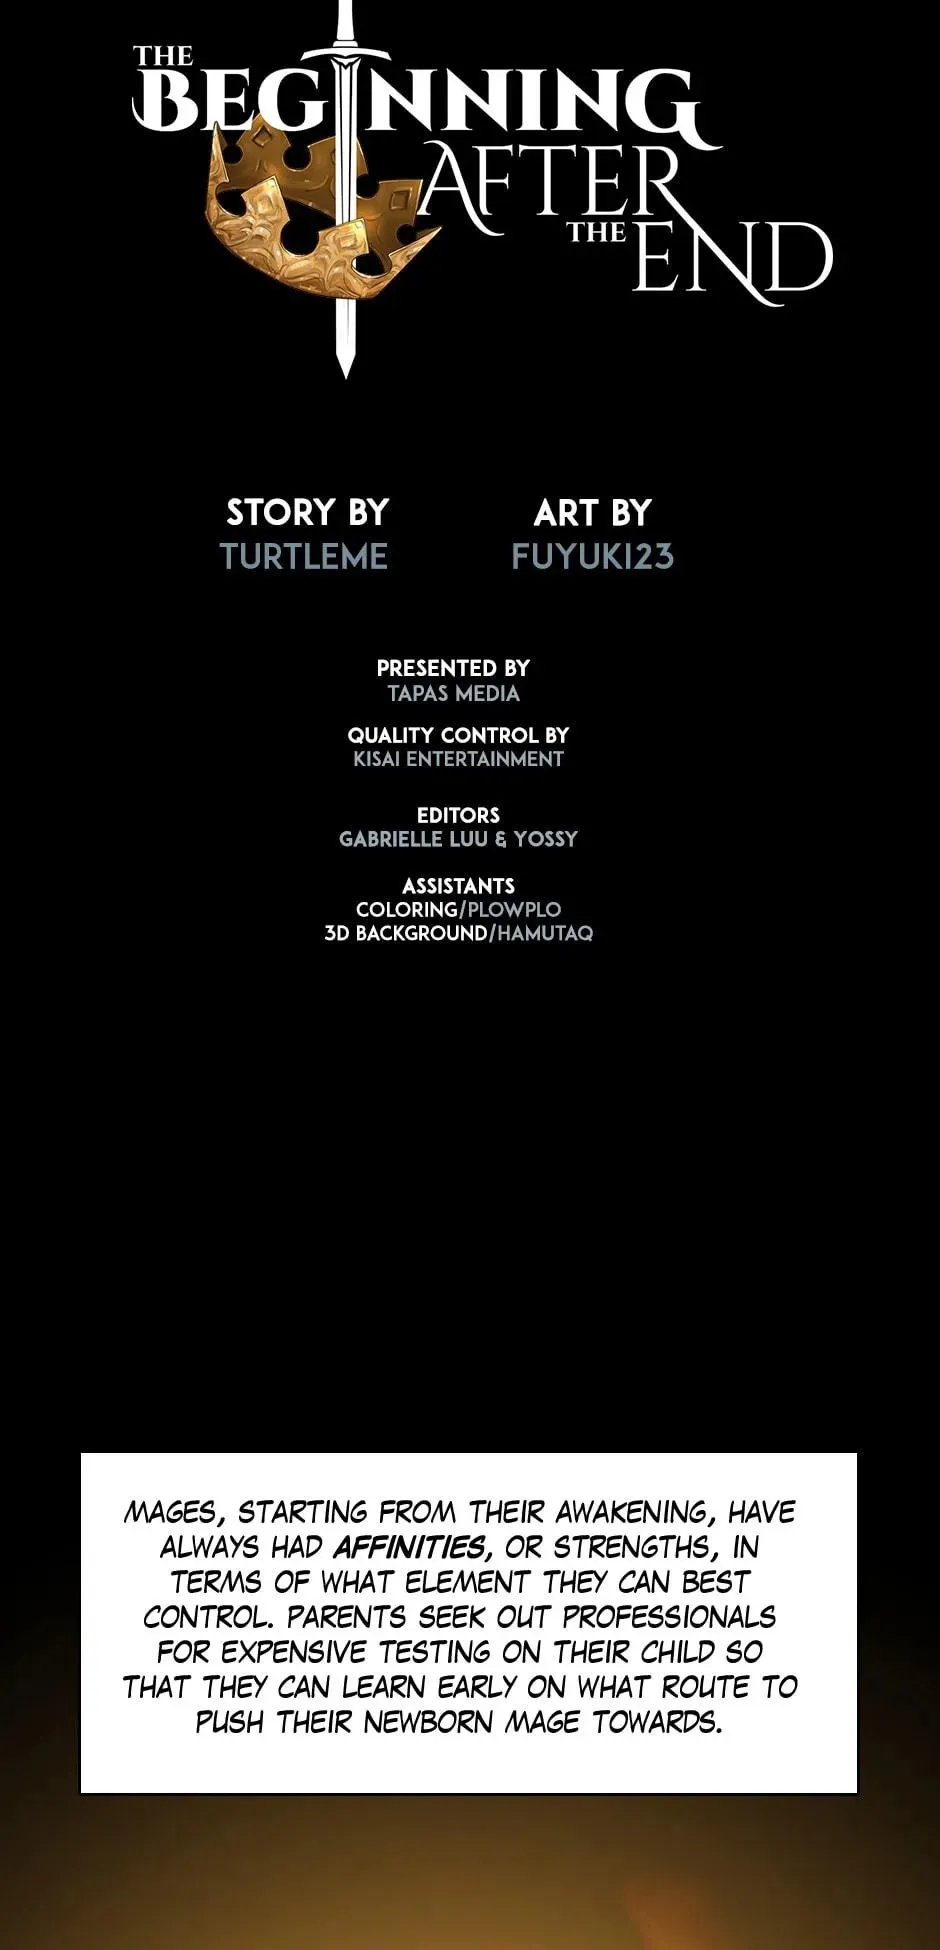 THE
BEGINNING
AFTER
THE END
STORY BY
TURTLEME
ART BY
FUYUKI23
PRESENTED BY
TAPAS MEDIA
QUALITY CONTROL BY
KISAI ENTERTAINMENT
EDITORS
GABRIELLE LUU & YOSSY
ASSISTANTS
COLORING/PLOWPLO
3D BACKGROUND/HAMUTAQ
MAGES, STARTING FROM THEIR AWAKENING, HAVE
ALWAYS HAD AFFINITIES, OR STRENGTHS, IN
TERMS OF WHAT ELEMENT THEY CAN BEST
CONTROL. PARENTS SEEK OUT PROFESSIONALS
FOR EXPENSIVE TESTING ON THEIR CHILD SO
THAT THEY CAN LEARN EARLY ON WHAT ROUTE TO
PUSH THEIR NEWBORN MAGE TOWARDS.